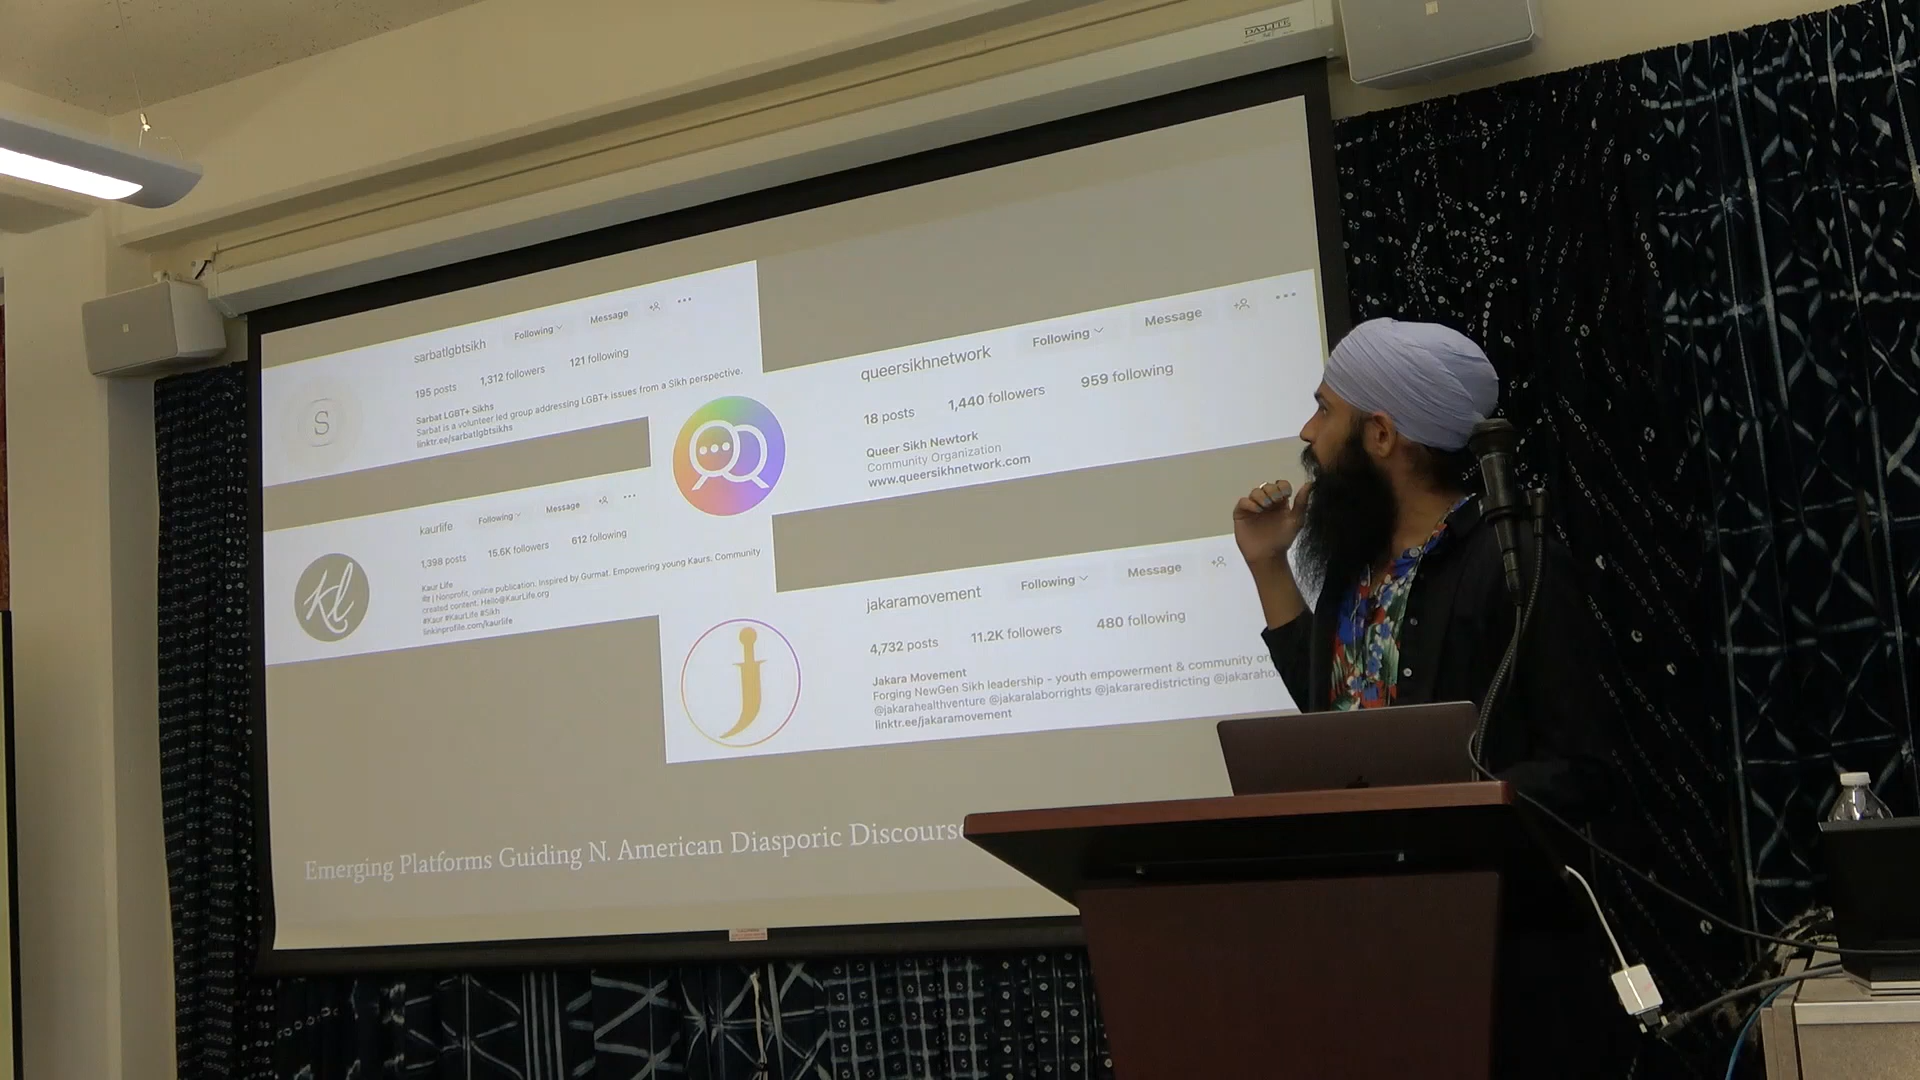 DA-LITE
sarbatlgbtsikh Following Message
195 posts 1,312 followers 121 following
Sarbat LGBT+ Sikhs
Sarbat is a volunteer led group addressing LGBT+ issues from a Sikh perspective.
linktr.ee/sarbatlgbtsikhs
S
queersikhnetwork Following Message
18 posts 1,440 followers 959 following
Queer Sikh Newtork
Community Organization
www.queersikhnetwork.com
kaurlife Following Message
1,398 posts 15.6K followers 612 following
Kaur Life
| Nonprofit, online publication. Inspired by Gurmat. Empowering young Kaurs. Community
created content. Hello@KaurLife.org
#Kaur #KaurLife #Sikh
linkinprofile.com/kaurlife
kl
jakaramovement Following Message
4,732 posts 11.2K followers 480 following
Jakara Movement
Forging NewGen Sikh leadership - youth empowerment & community
@jakarahealthventure @jakaralaborrights @jakararedistricting
linktr.ee/jakaramovement
j
Emerging Platforms Guiding N. American Diasporic Discourse